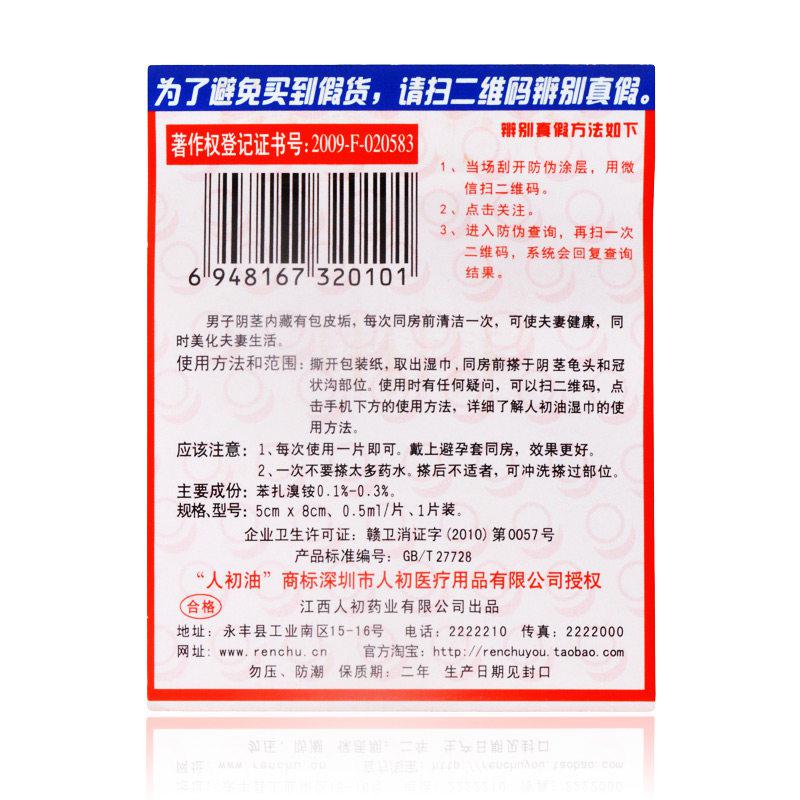 为了避免买到假货，请扫二维码辨别真假。
著作权登记证书号：2009-F-020583
6 948167 320101
辨别真假方法如下
1、当场刮开防伪涂层，用微
信扫二维码。
2、点击关注。
3、进入防伪查询，再扫一次
二维码，系统会回复查询
结果。
男子阴茎内藏有包皮垢，每次同房前清洁一次，可使夫妻健康，同
时美化夫妻生活。
使用方法和范围：撕开包装纸，取出湿巾，同房前搽于阴茎龟头和冠
状沟部位。使用时有任何疑问，可以扫二维码，点
击手机下方的使用方法，详细了解人初油湿巾的使
用方法。
应该注意：1、每次使用一片即可。戴上避孕套同房，效果更好。
2、一次不要搽太多药水。搽后不适者，可冲洗搽过部位。
主要成份：苯扎溴铵0.1%-0.3%。
规格、型号：5cm x 8cm、0.5ml/片、1片装。
企业卫生许可证：赣卫消证字(2010)第0057号
产品标准编号：GB/T27728
“人初油”商标深圳市人初医疗用品有限公司授权
合格 江西人初药业有限公司出品
地址：永丰县工业南区15-16号 电话：2222210 传真：2222000
网址：www.renchu.cn 官方淘宝：http://renchuyou.taobao.com
勿压、防潮 保质期：二年 生产日期见封口